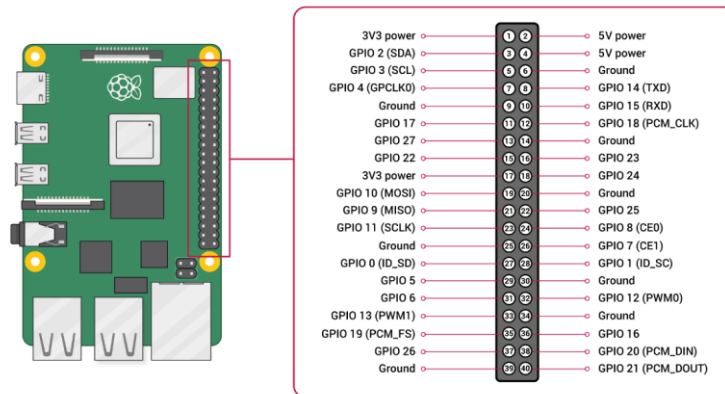 3V3 power 1 2 5V power
GPIO 2 (SDA) 3 4 5V power
GPIO 3 (SCL) 5 6 Ground
GPIO 4 (GPCLK0) 7 8 GPIO 14 (TXD)
Ground 9 10 GPIO 15 (RXD)
GPIO 17 11 12 GPIO 18 (PCM_CLK)
GPIO 27 13 14 Ground
GPIO 22 15 16 GPIO 23
3V3 power 17 18 GPIO 24
GPIO 10 (MOSI) 19 20 Ground
GPIO 9 (MISO) 21 22 GPIO 25
GPIO 11 (SCLK) 23 24 GPIO 8 (CE0)
Ground 25 26 GPIO 7 (CE1)
GPIO 0 (ID_SD) 27 28 GPIO 1 (ID_SC)
GPIO 5 29 30 Ground
GPIO 6 31 32 GPIO 12 (PWM0)
GPIO 13 (PWM1) 33 34 Ground
GPIO 19 (PCM_FS) 35 36 GPIO 16
GPIO 26 37 38 GPIO 20 (PCM_DIN)
Ground 39 40 GPIO 21 (PCM_DOUT)